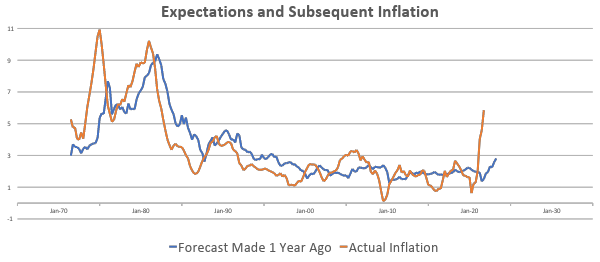 Expectations and Subsequent Inflation
11
9
7
5
3
1
-1
Jan-70 Jan-80 Jan-90 Jan-00 Jan-10 Jan-20 Jan-30
Forecast Made 1 Year Ago Actual Inflation